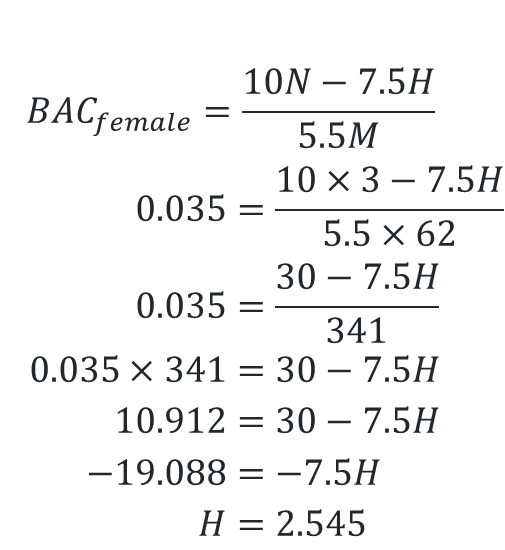 BAC_female = (10N − 7.5H)/(5.5M)
0.035 = (10 × 3 − 7.5H)/(5.5 × 62)
0.035 = (30 − 7.5H)/341
0.035 × 341 = 30 − 7.5H
10.912 = 30 − 7.5H
−19.088 = −7.5H
H = 2.545